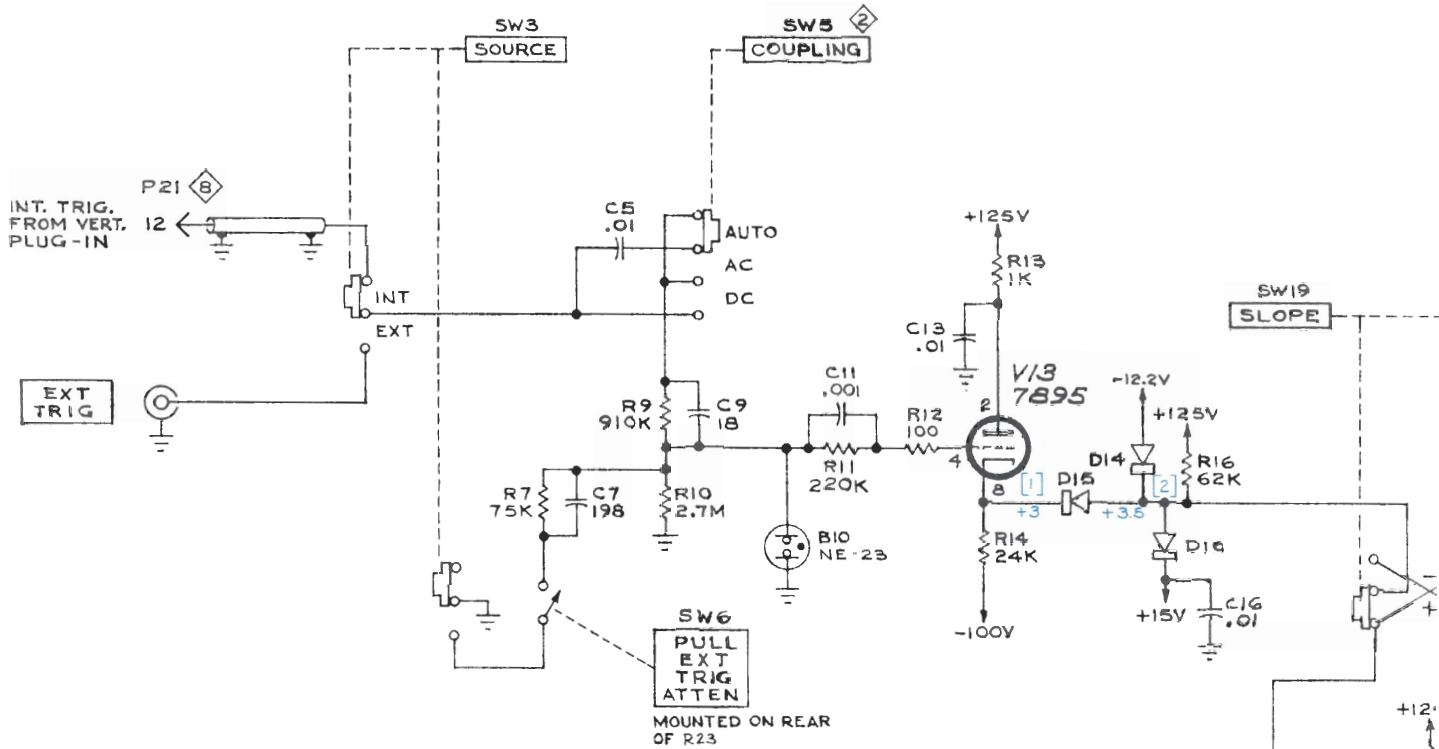 SW3
SOURCE
SW5
2
COUPLING
P21
8
INT. TRIG.
FROM VERT.
PLUG-IN
12
C5
.01
AUTO
AC
DC
INT
EXT
EXT
TRIG
+125V
R13
1K
C13
.01
V13
7895
2
4
8
SW19
SLOPE
-12.2V
+125V
D14
R16
62K
R9
910K
C9
18
C11
.001
R11
220K
R12
100
[1]
+3
D15
+3.5
[2]
R7
75K
C7
198
R10
2.7M
B10
NE-23
R14
24K
-100V
D16
+15V
C16
.01
-
+
SW6
PULL
EXT
TRIG
ATTEN
MOUNTED ON REAR
OF R23